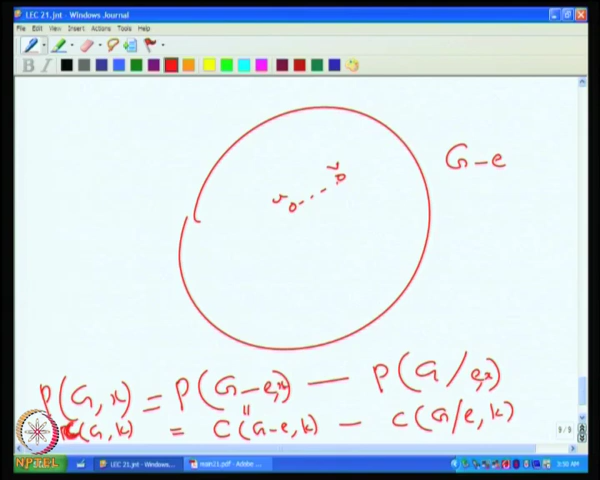 LEC 21.jnt - Windows Journal
File Edit View Insert Actions Tools Help
B I
G - e
v
u
P(G, x) = P(G - e, x) — P(G/e, x)
"
C(G, k) = C(G-e, k) — C(G/e, k)
9/9
NPTEL
LEC 21.jnt - Windows... main21.pdf - Adobe ... 3:50 AM